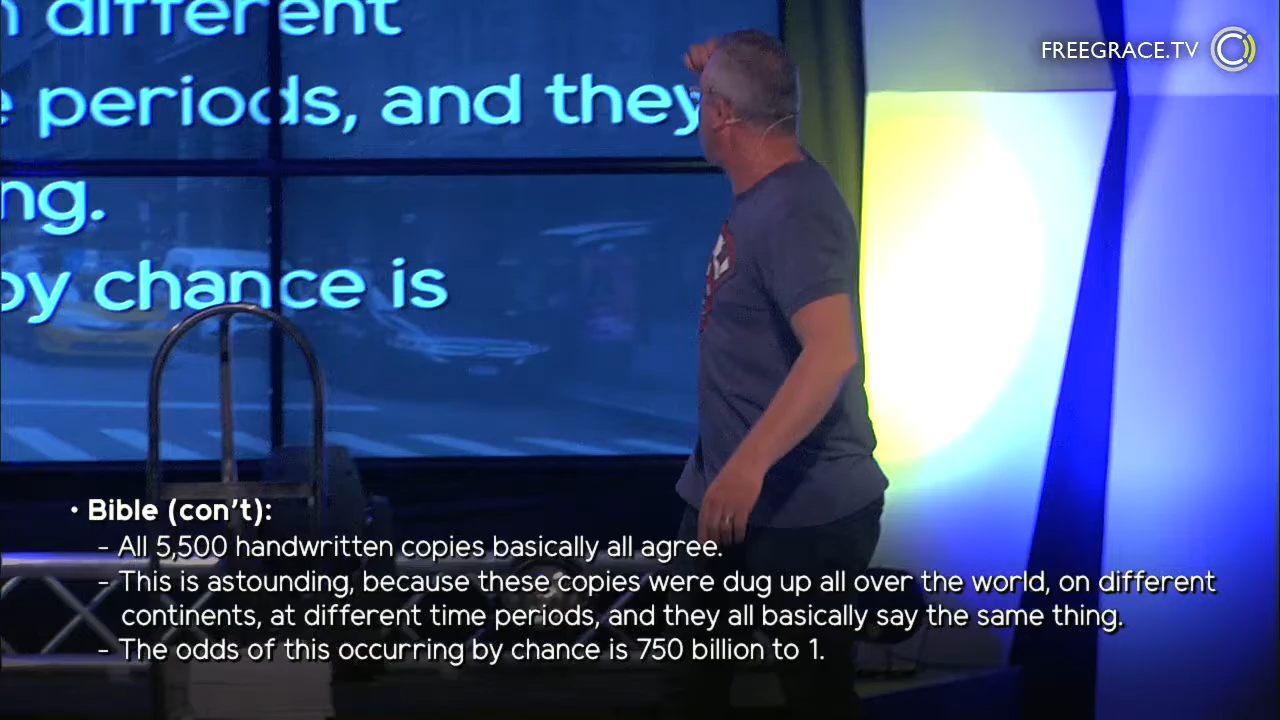 FREEGRACE.TV
n different
periods, and they
ng.
by chance is
• Bible (con't):
- All 5,500 handwritten copies basically all agree.
- This is astounding, because these copies were dug up all over the world, on different
continents, at different time periods, and they all basically say the same thing.
- The odds of this occurring by chance is 750 billion to 1.